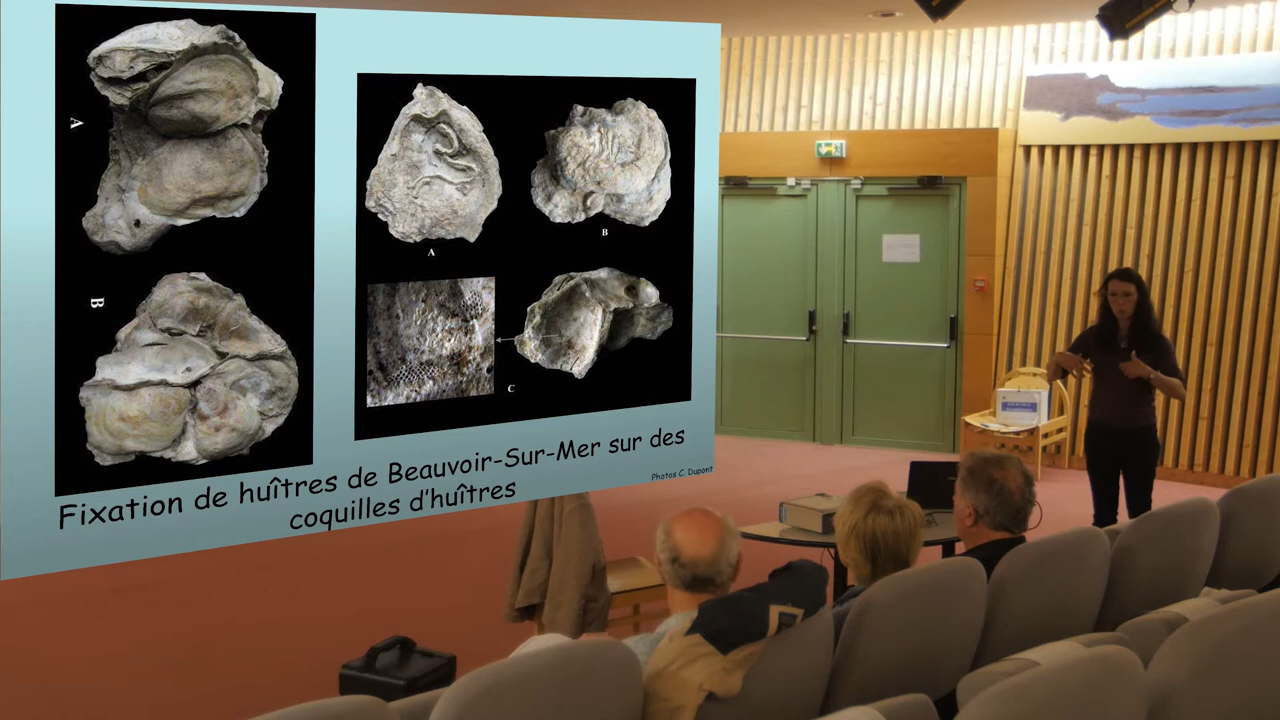 A
B
A
B
C
Fixation de huîtres de Beauvoir-Sur-Mer sur des
coquilles d'huîtres
Photos C. Dupont